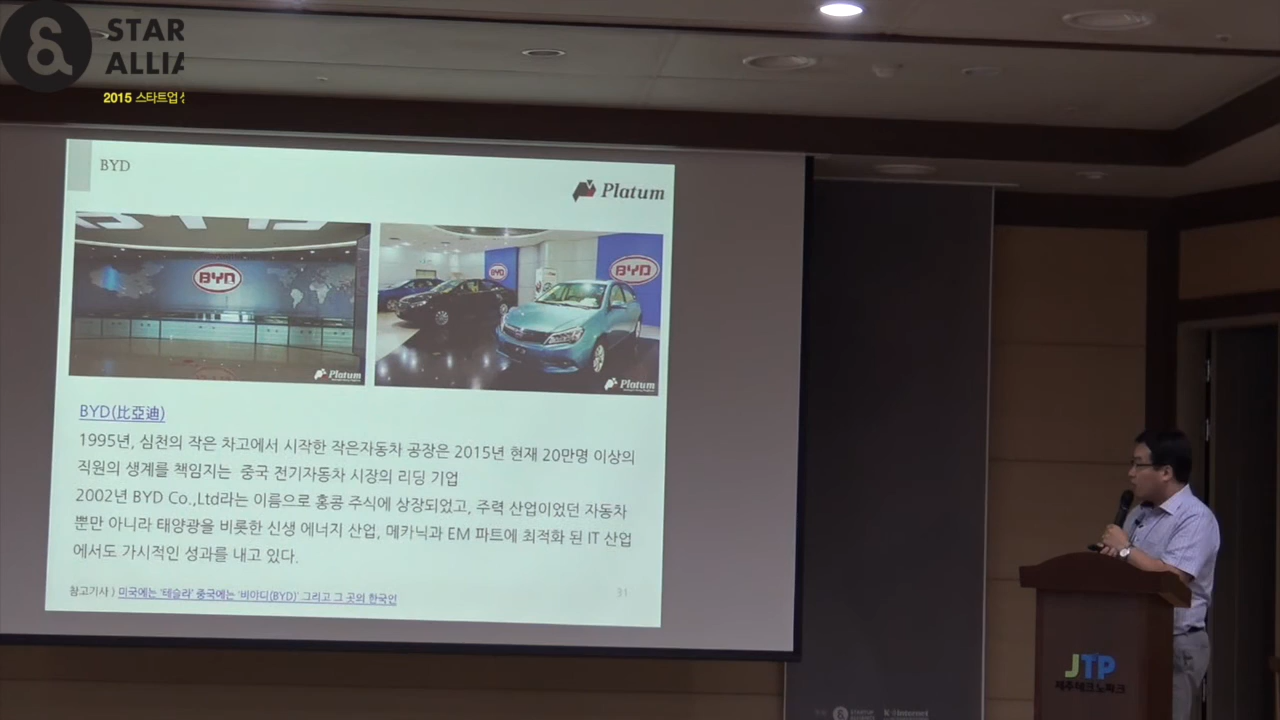 STAR
ALLIA
2015 스타트업
BYD
Platum
BYD
BYD
BYD
Platum
Platum
BYD(比亞迪)
1995년, 심천의 작은 차고에서 시작한 작은자동차 공장은 2015년 현재 20만명 이상의
직원의 생계를 책임지는 중국 전기자동차 시장의 리딩 기업
2002년 BYD Co.,Ltd라는 이름으로 홍콩 주식에 상장되었고, 주력 산업이었던 자동차
뿐만 아니라 태양광을 비롯한 신생 에너지 산업, 메카닉과 EM 파트에 최적화 된 IT 산업
에서도 가시적인 성과를 내고 있다.
참고기사 ) 미국에는 '테슬라' 중국에는 '비야디(BYD)' 그리고 그 곳의 한국인
31
JTP
제주테크노파크